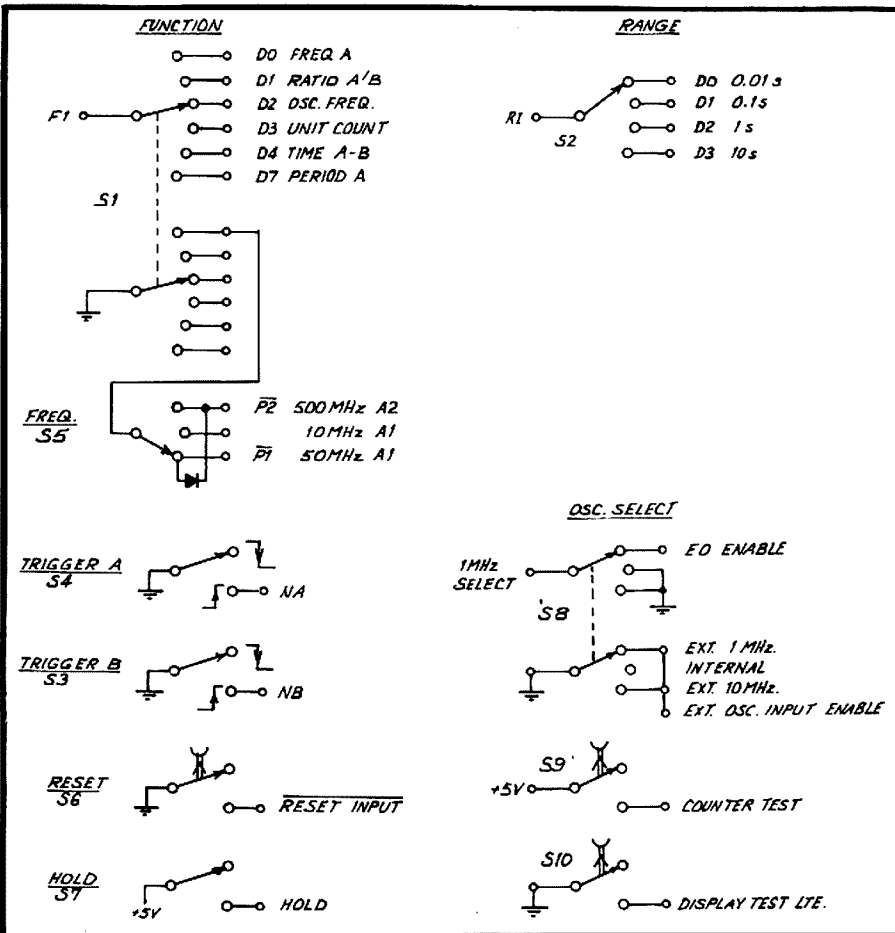 FUNCTION
D0 FREQ A
D1 RATIO A/B
F1
D2 OSC. FREQ.
D3 UNIT COUNT
D4 TIME A-B
D7 PERIOD A
S1
RANGE
D0 0.01s
D1 0.1s
RI
S2
D2 1s
D3 10s
FREQ.
S5
P2 500MHz A2
10MHz A1
P1 50MHz A1
TRIGGER A
S4
NA
TRIGGER B
S3
NB
RESET
S6
RESET INPUT
HOLD
S7
+5V
HOLD
OSC. SELECT
1MHz
SELECT
EO ENABLE
S8
EXT. 1MHz.
INTERNAL
EXT. 10MHz.
EXT. OSC. INPUT ENABLE
S9
+5V
COUNTER TEST
S10
DISPLAY TEST LTE.